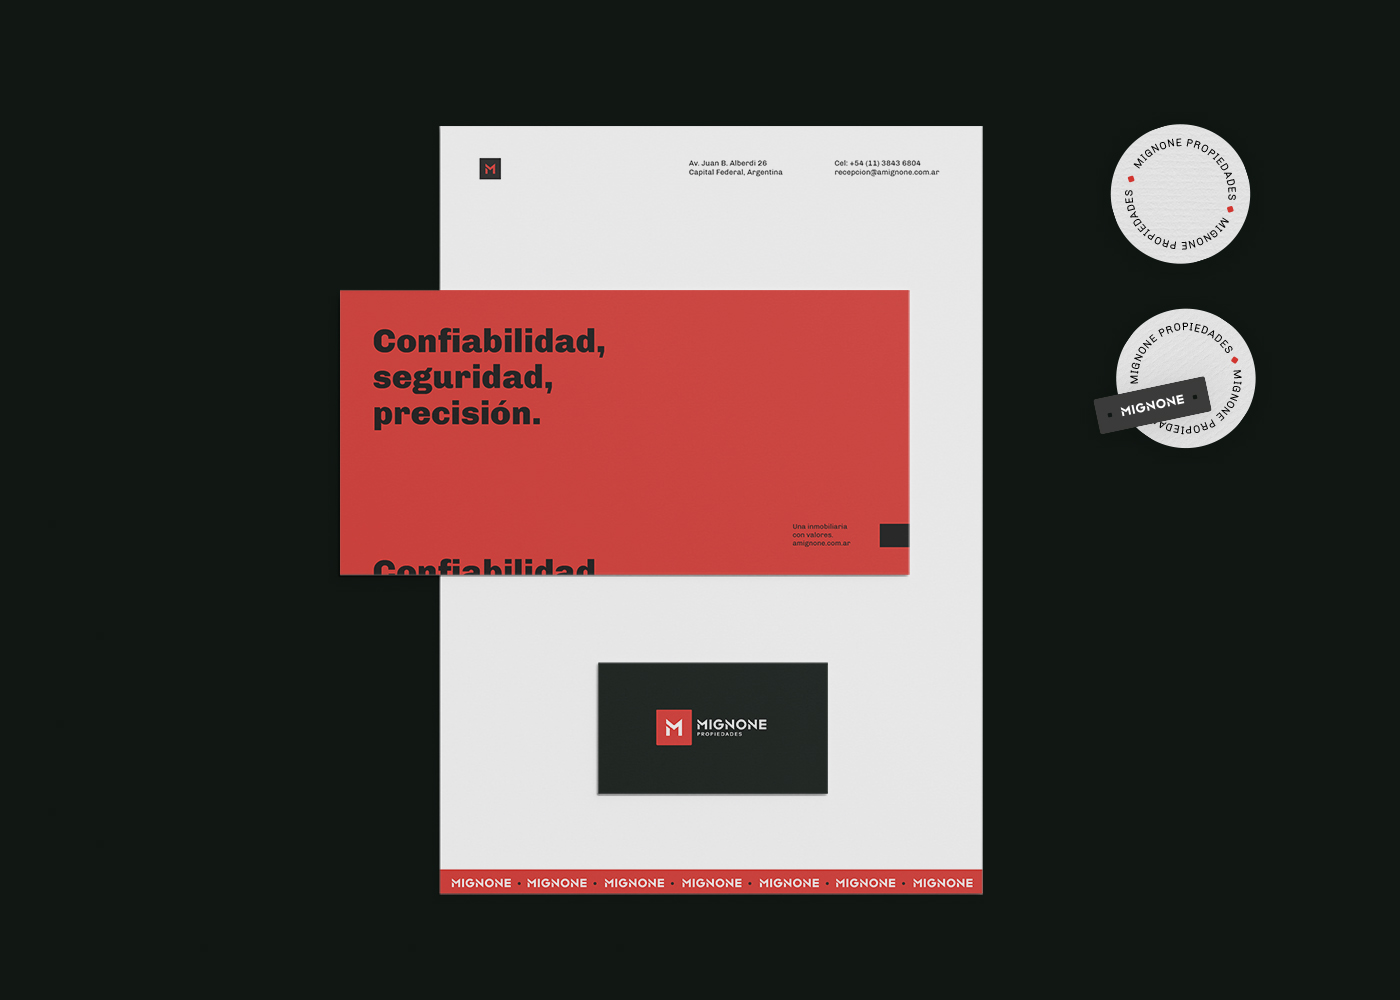 M
Av. Juan B. Alberdi 26
Capital Federal, Argentina
Cel: +54 (11) 3843 6804
recepcion@amignone.com.ar
MIGNONE PROPIEDADES
MIGNONE PROPIEDADES
MIGNONE PROPIEDADES
MIGNONE PROPIEDADES
MIGNONE
Confiabilidad,
seguridad,
precisión.
Una inmobiliaria
con valores.
amignone.com.ar
Confiabilidad
M MIGNONE
PROPIEDADES
MIGNONE • MIGNONE • MIGNONE • MIGNONE • MIGNONE • MIGNONE • MIGNONE